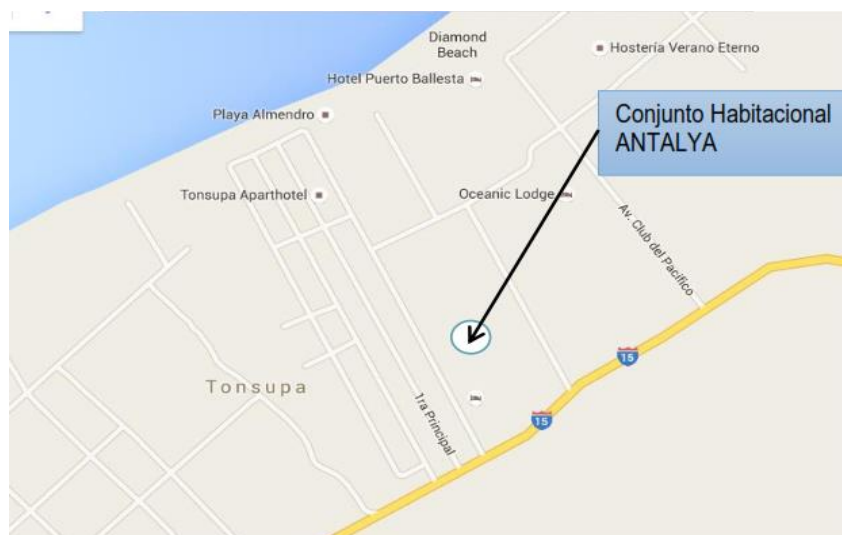 Diamond
Beach
Hostería Verano Eterno
Hotel Puerto Ballesta
Conjunto Habitacional
ANTALYA
Playa Almendro
Tonsupa Aparthotel
Oceanic Lodge
Av. Club del Pacífico
15
Tonsupa
1ra Principal
15